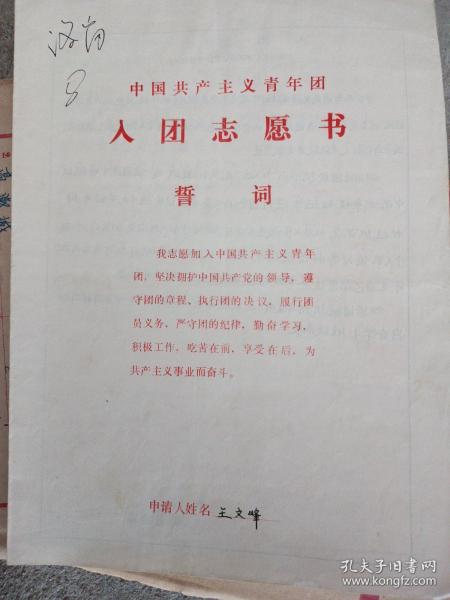 中国共产主义青年团
入团志愿书
誓词
我志愿加入中国共产主义青年
团，坚决拥护中国共产党的领导，遵
守团的章程、执行团的决议，履行团
员义务，严守团的纪律，勤奋学习，
积极工作，吃苦在前，享受在后，为
共产主义事业而奋斗。
申请人姓名 王文峰
孔夫子旧书网
www.kongfz.com